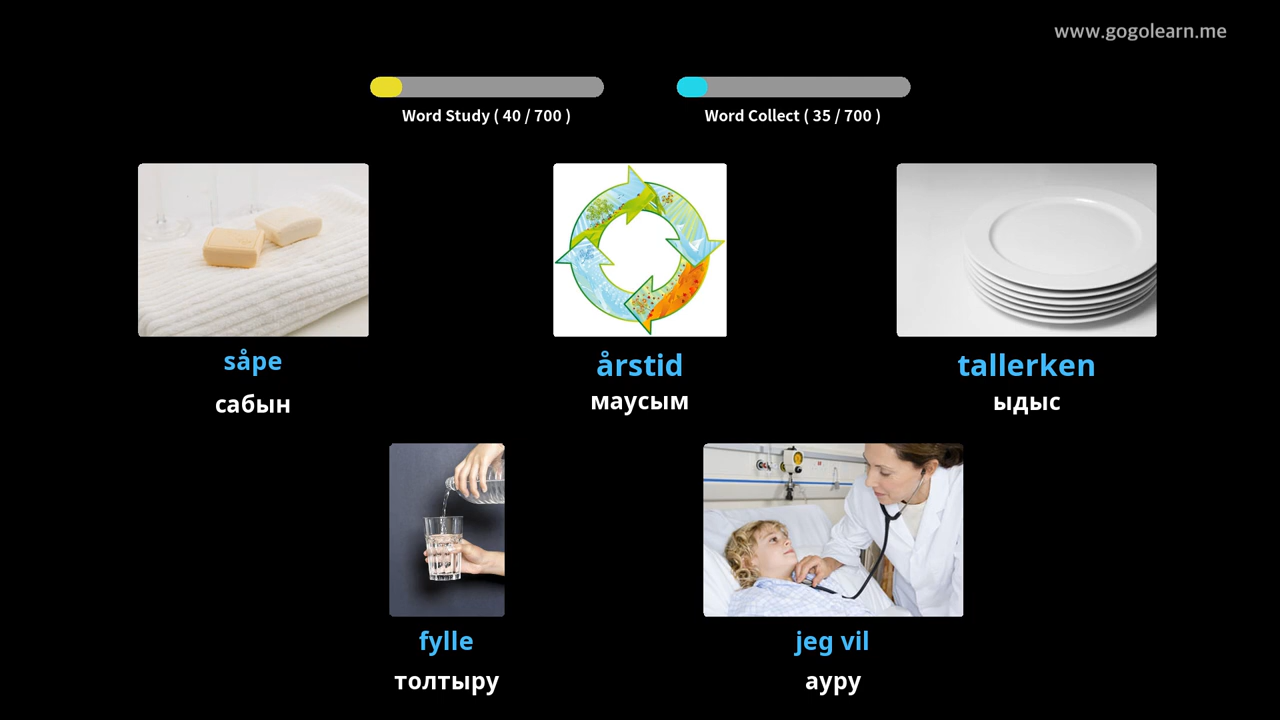 www.gogolearn.me
Word Study ( 40 / 700 )
Word Collect ( 35 / 700 )
såpe
årstid
tallerken
сабын
маусым
ыдыс
fylle
jeg vil
толтыру
ауру